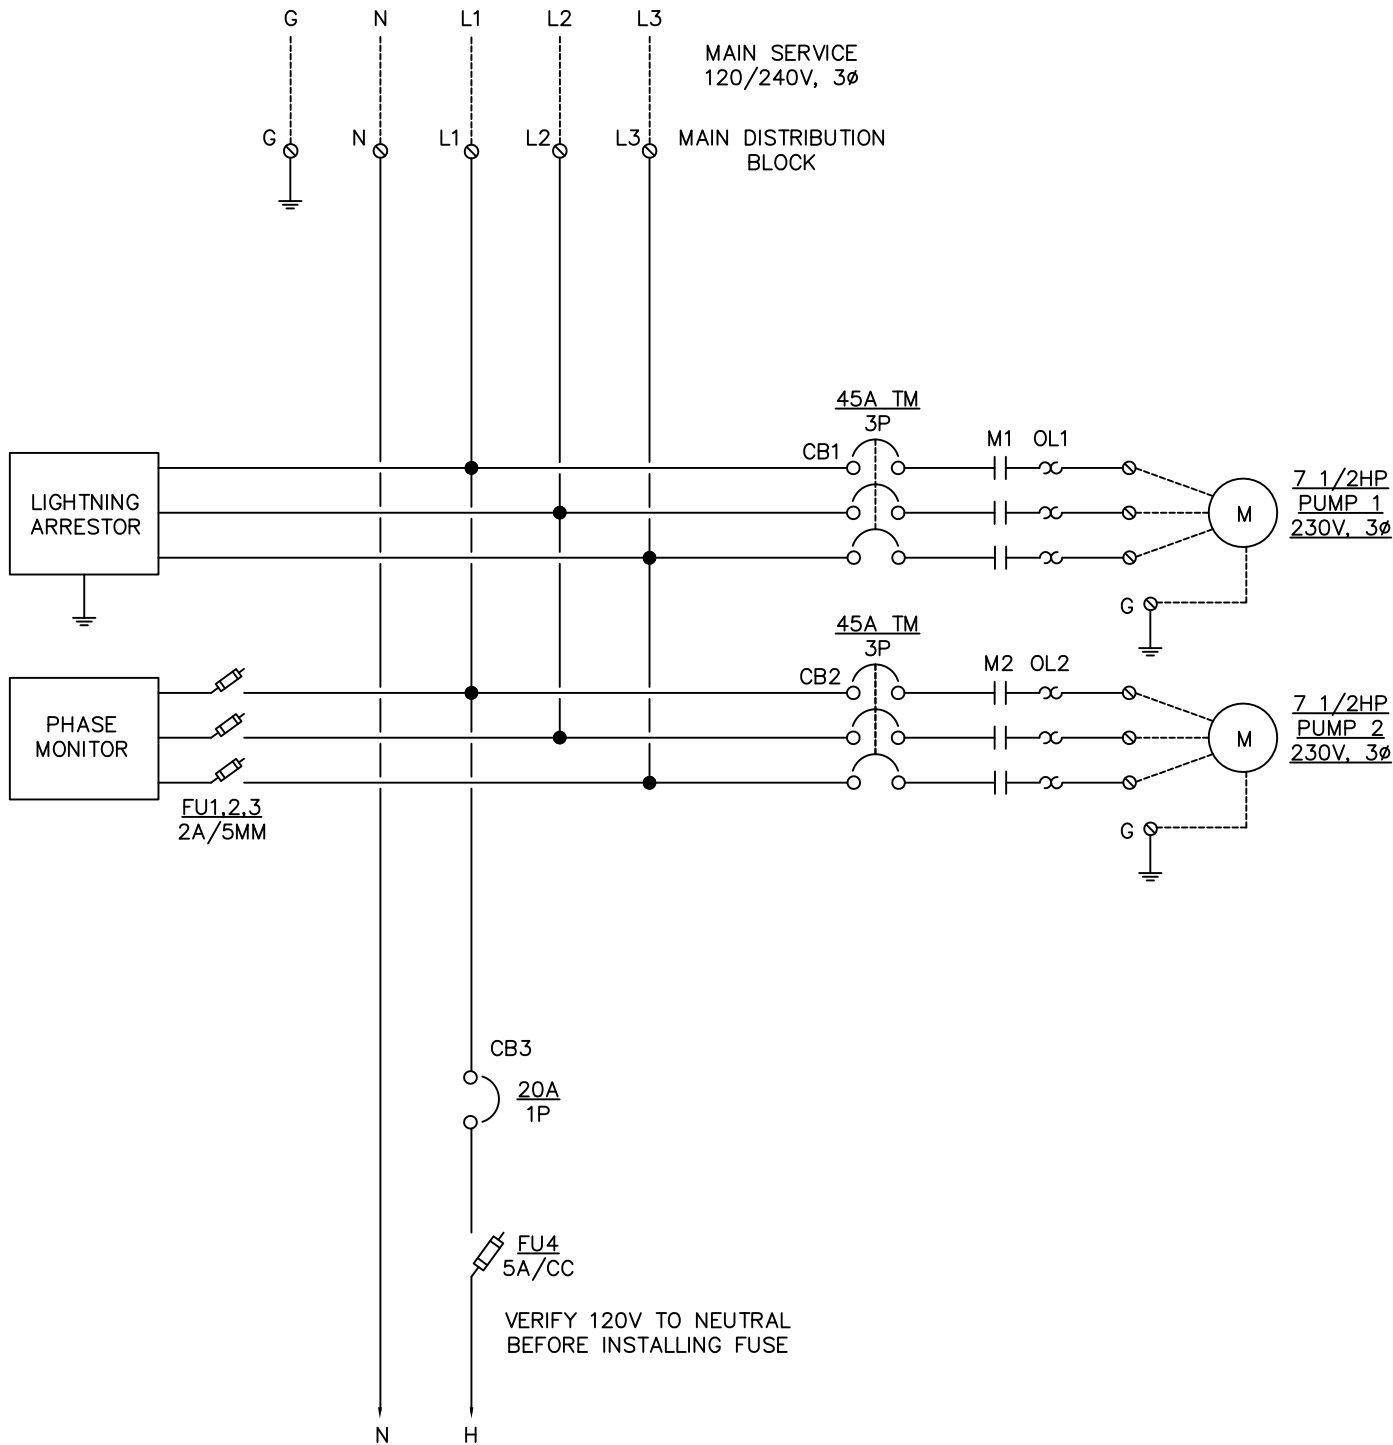 G N L1 L2 L3
MAIN SERVICE
120/240V, 3ø
G N L1 L2 L3 MAIN DISTRIBUTION
BLOCK
45A TM
3P
CB1
M1 OL1
LIGHTNING
ARRESTOR
7 1/2HP
PUMP 1
230V, 3ø
M
G
45A TM
3P
CB2
M2 OL2
PHASE
MONITOR
7 1/2HP
PUMP 2
230V, 3ø
M
FU1,2,3
2A/5MM
G
CB3
20A
1P
FU4
5A/CC
VERIFY 120V TO NEUTRAL
BEFORE INSTALLING FUSE
N H